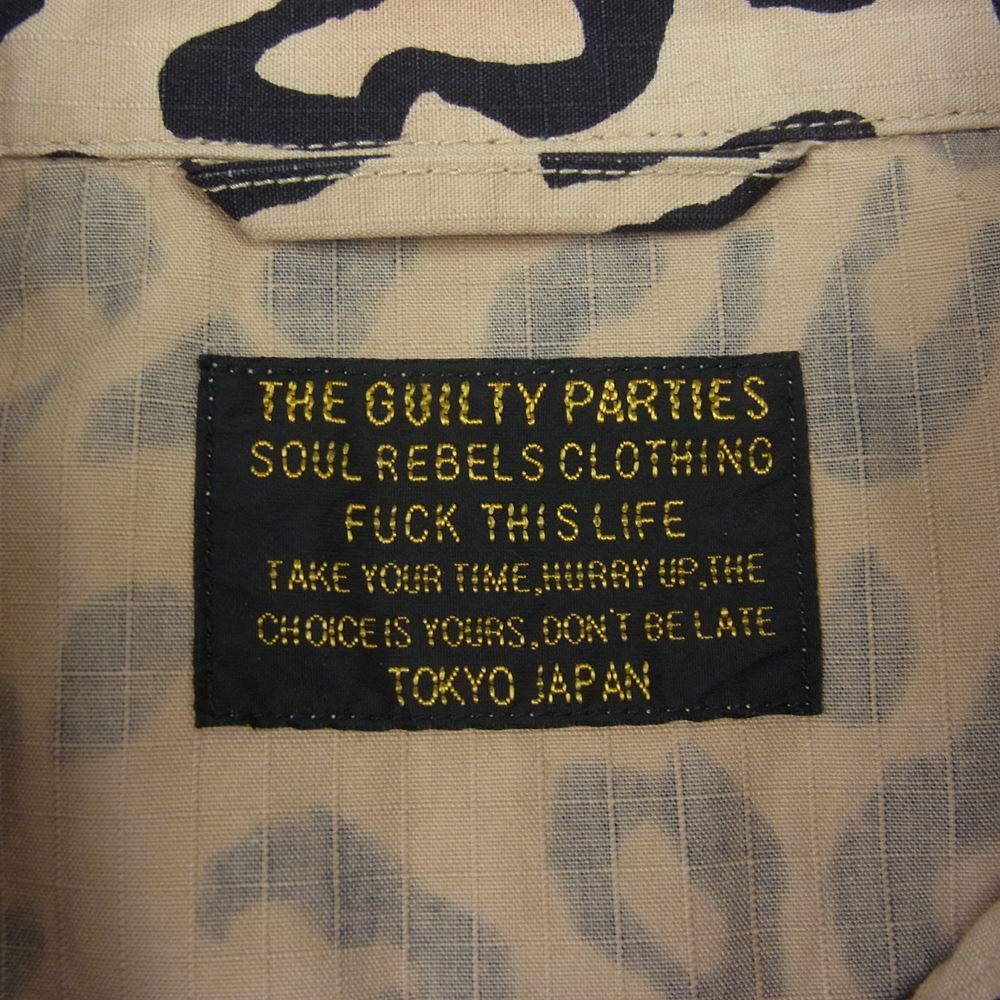 THE GUILTY PARTIES
SOUL REBELS CLOTHING
FUCK THIS LIFE
TAKE YOUR TIME,HURRY UP,THE
CHOICE IS YOURS,DON'T BE LATE
TOKYO JAPAN